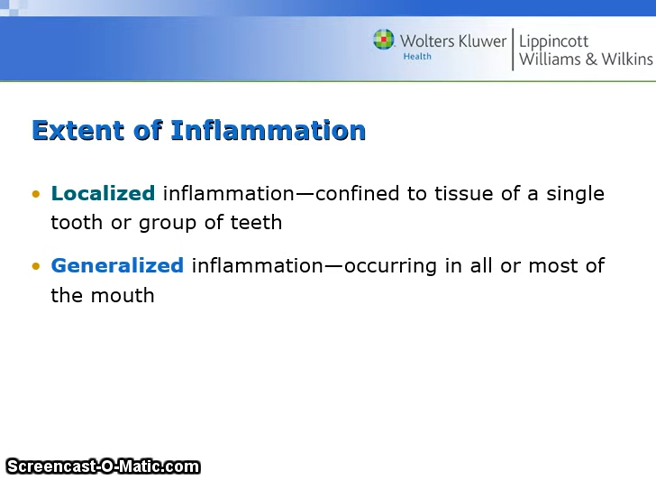 Wolters Kluwer
Health
Lippincott
Williams & Wilkins
Extent of Inflammation
• Localized inflammation—confined to tissue of a single
tooth or group of teeth
• Generalized inflammation—occurring in all or most of
the mouth
Screencast-O-Matic.com